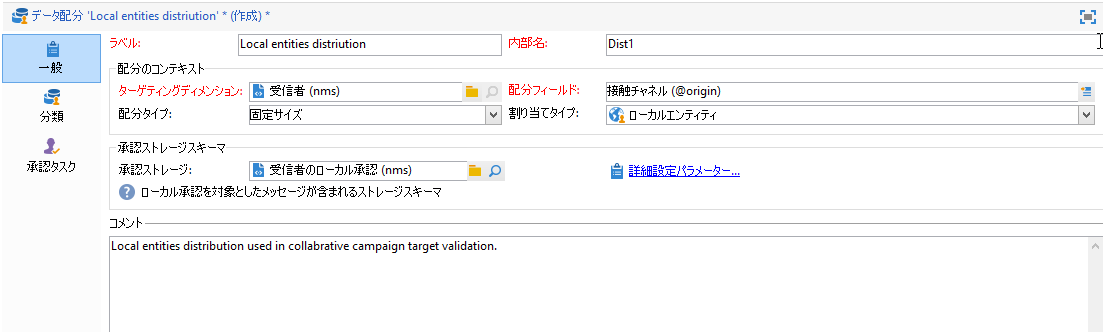 データ配分 'Local entities distriution' * (作成) *
一般
分類
承認タスク
ラベル: Local entities distriution 内部名: Dist1
配分のコンテキスト
ターゲティングディメンション: 受信者 (nms) 配分フィールド: 接触チャネル (@origin)
配分タイプ: 固定サイズ 割り当てタイプ: ローカルエンティティ
承認ストレージスキーマ
承認ストレージ: 受信者のローカル承認 (nms) 詳細設定パラメーター...
? ローカル承認を対象としたメッセージが含まれるストレージスキーマ
コメント
Local entities distribution used in collabrative campaign target validation.